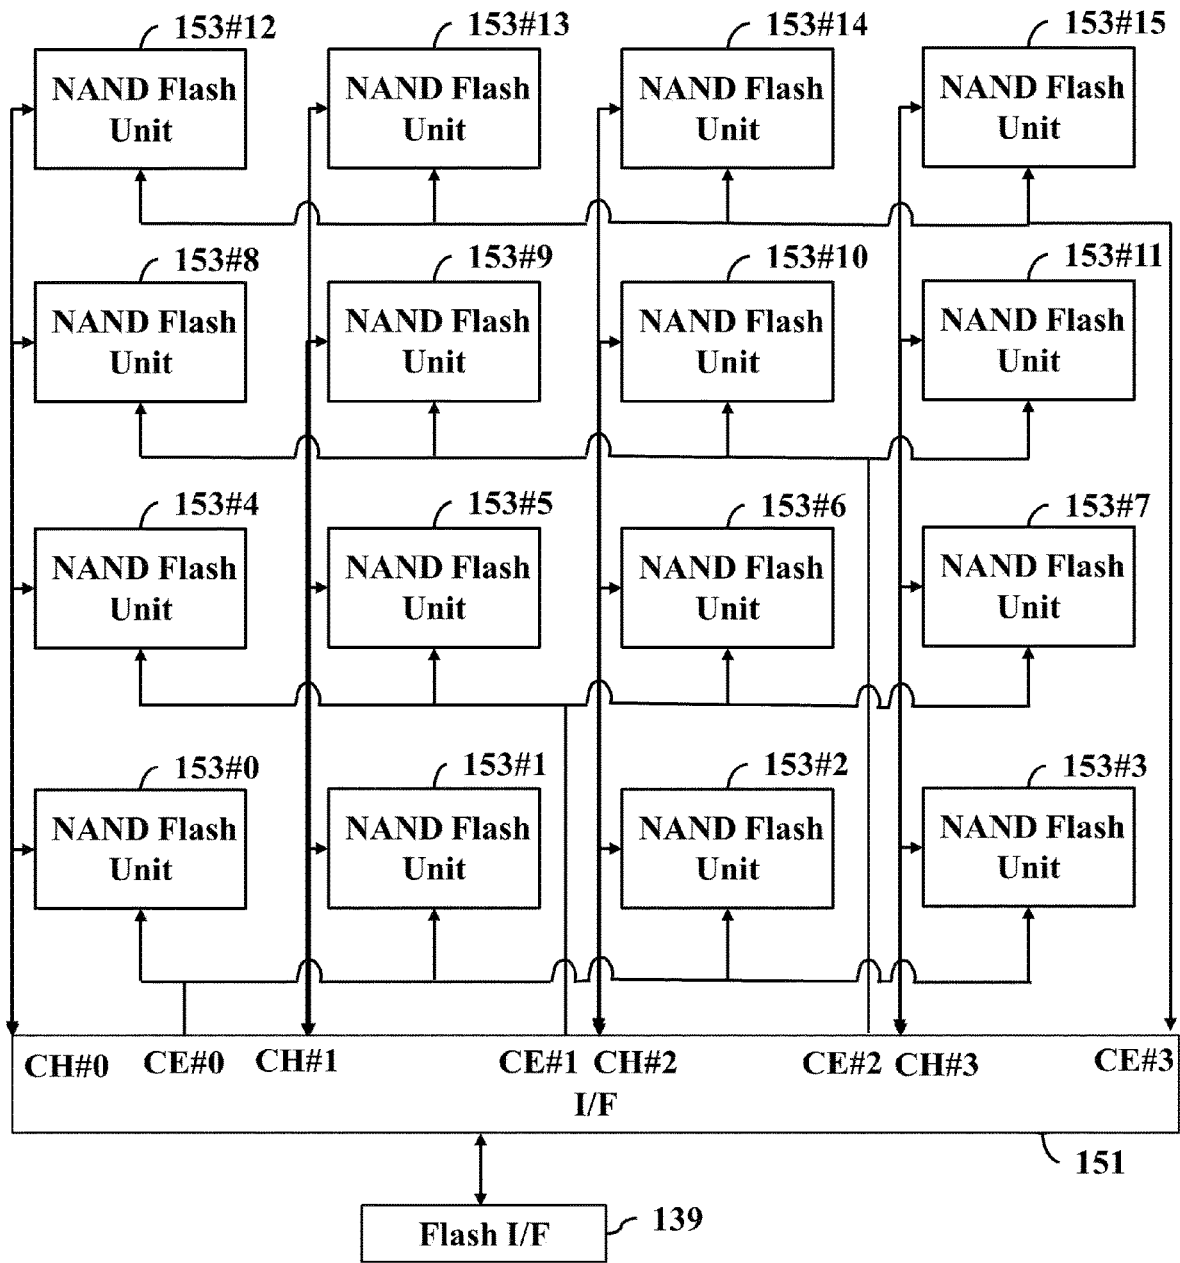 153#12 153#13 153#14 153#15
NAND Flash Unit NAND Flash Unit NAND Flash Unit NAND Flash Unit
153#8 153#9 153#10 153#11
NAND Flash Unit NAND Flash Unit NAND Flash Unit NAND Flash Unit
153#4 153#5 153#6 153#7
NAND Flash Unit NAND Flash Unit NAND Flash Unit NAND Flash Unit
153#0 153#1 153#2 153#3
NAND Flash Unit NAND Flash Unit NAND Flash Unit NAND Flash Unit
CH#0 CE#0 CH#1 CE#1 CH#2 CE#2 CH#3 CE#3
I/F
151
Flash I/F 139